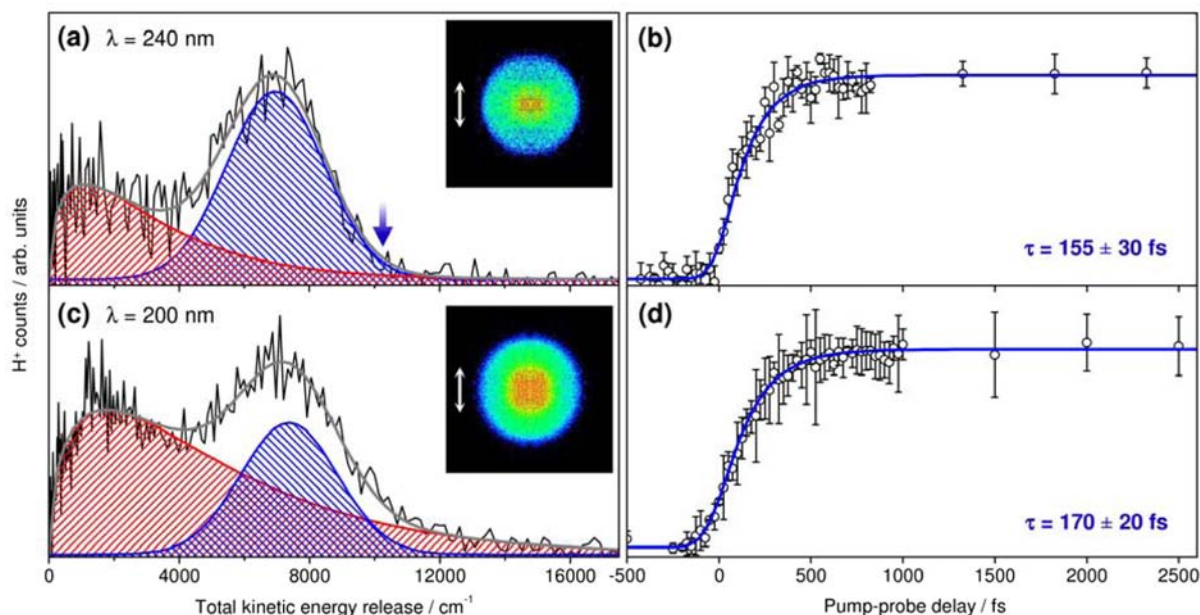 (a) λ = 240 nm
(b)
τ = 155 ± 30 fs
(c) λ = 200 nm
(d)
τ = 170 ± 20 fs
H⁺ counts / arb. units
0 4000 8000 12000 16000
-500 0 500 1000 1500 2000 2500
Total kinetic energy release / cm⁻¹
Pump-probe delay / fs